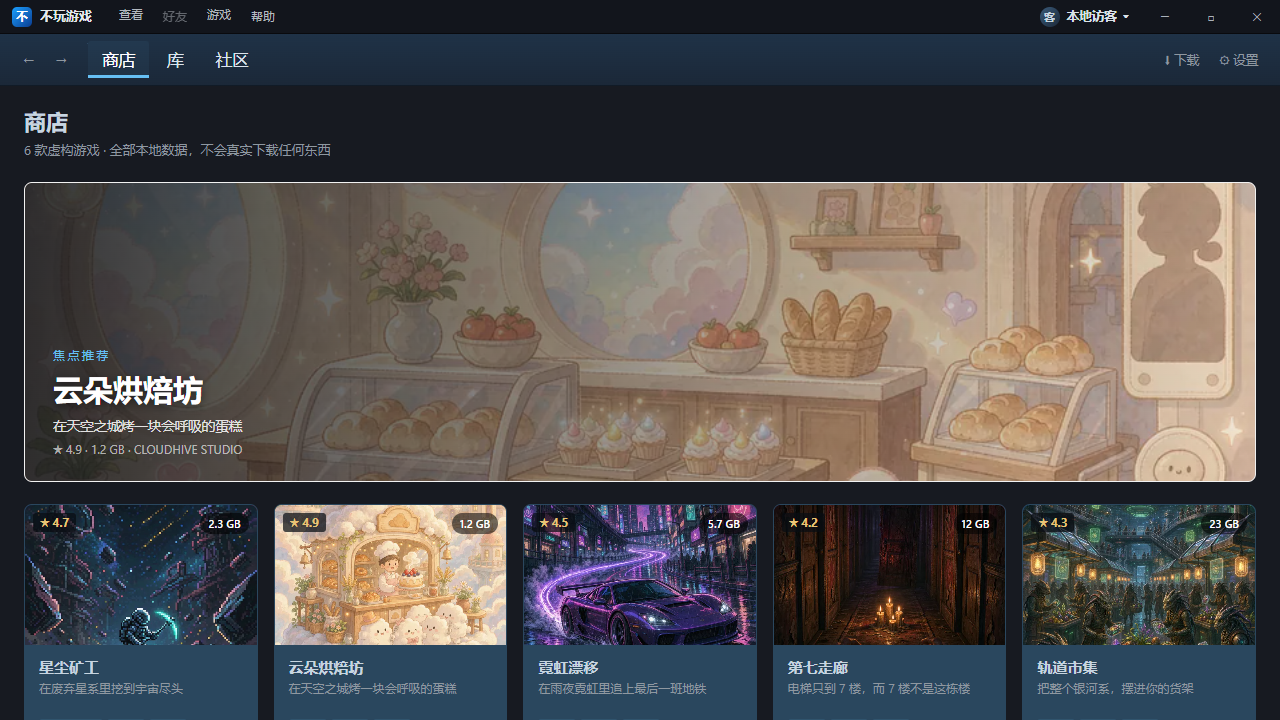 不 不玩游戏 查看 好友 游戏 帮助 客 本地访客
← → 商店 库 社区 下载 设置
商店
6 款虚构游戏 · 全部本地数据，不会真实下载任何东西
焦点推荐
云朵烘焙坊
在天空之城烤一块会呼吸的蛋糕
★ 4.9 · 1.2 GB · CLOUDHIVE STUDIO
★ 4.7 2.3 GB
星尘矿工
在废弃星系里挖到宇宙尽头
★ 4.9 1.2 GB
云朵烘焙坊
在天空之城烤一块会呼吸的蛋糕
★ 4.5 5.7 GB
霓虹漂移
在雨夜霓虹里追上最后一班地铁
★ 4.2 12 GB
第七走廊
电梯只到 7 楼，而 7 楼不是这栋楼
★ 4.3 23 GB
轨道市集
把整个银河系，摆进你的货架